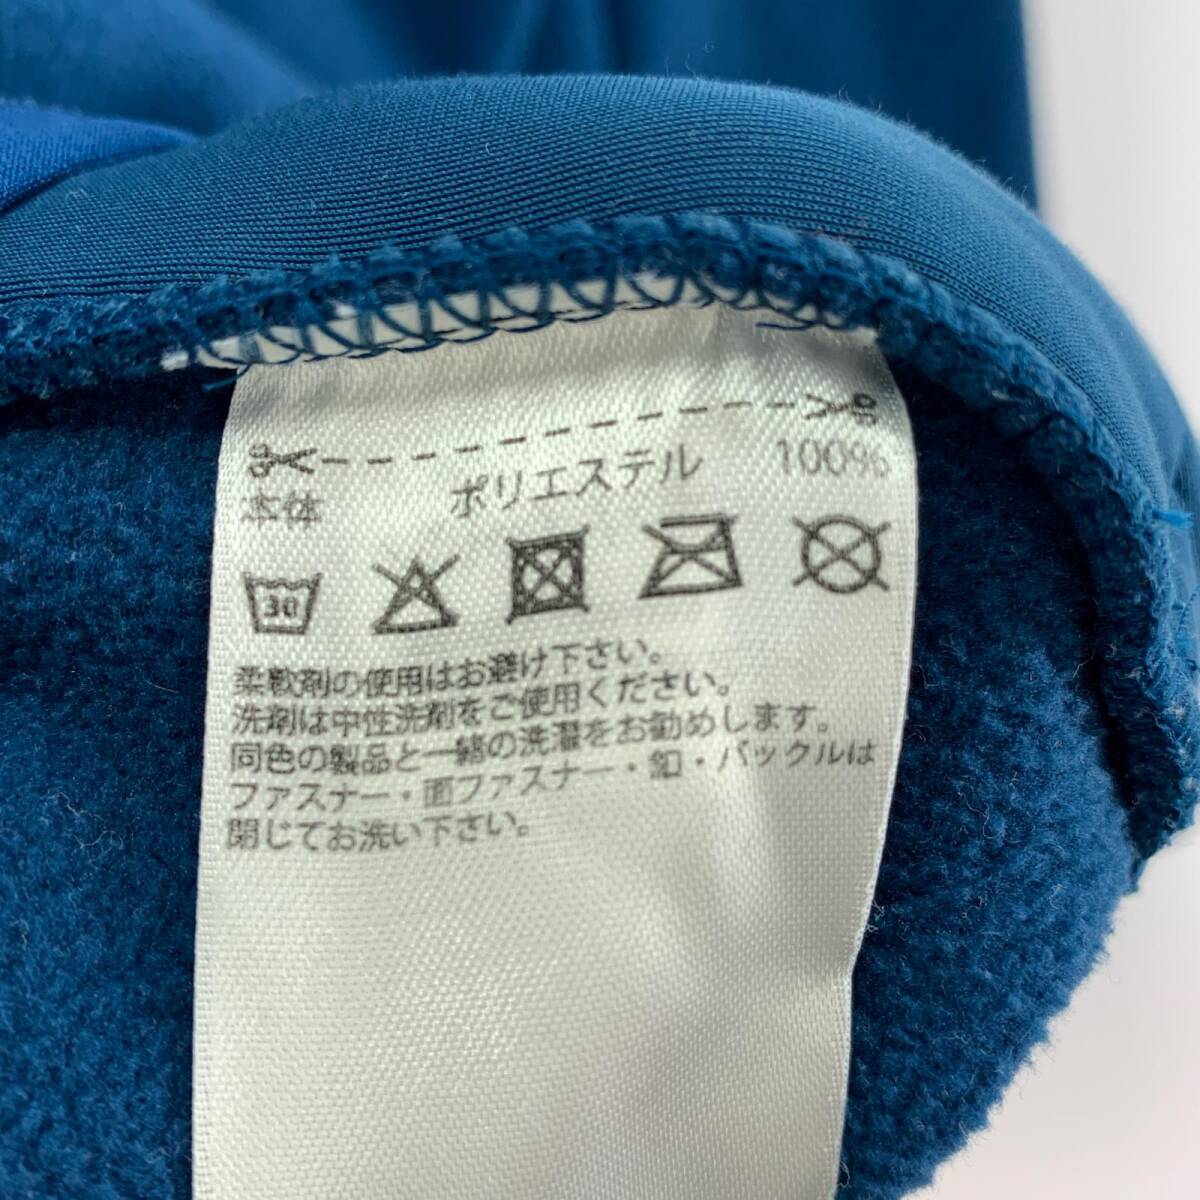 本体 ポリエステル 100%
30
柔軟剤の使用はお避け下さい。
洗剤は中性洗剤をご使用ください。
同色の製品と一緒の洗濯をお勧めします。
ファスナー・面ファスナー・釦・バックルは
閉じてお洗い下さい。